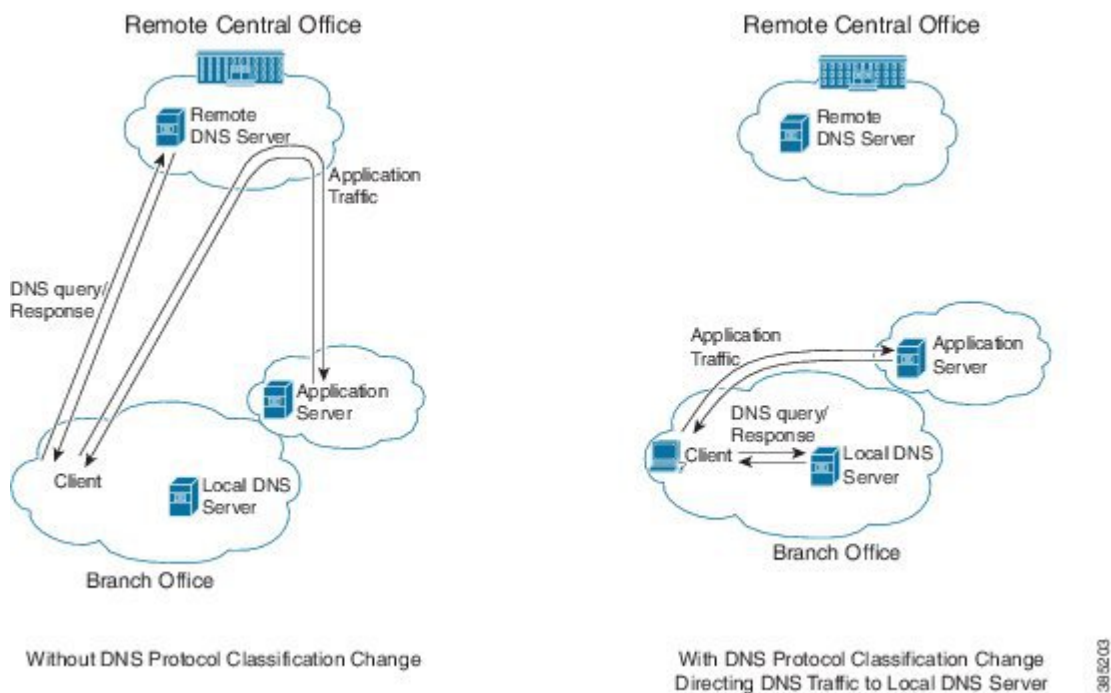 Remote Central Office
Remote
DNS Server
Application
Traffic
DNS query/
Response
Application
Server
Client
Local DNS
Server
Branch Office
Without DNS Protocol Classification Change
Remote Central Office
Remote
DNS Server
Application
Traffic
Application
Server
DNS query/
Response
Client
Local DNS
Server
Branch Office
With DNS Protocol Classification Change
Directing DNS Traffic to Local DNS Server
385203